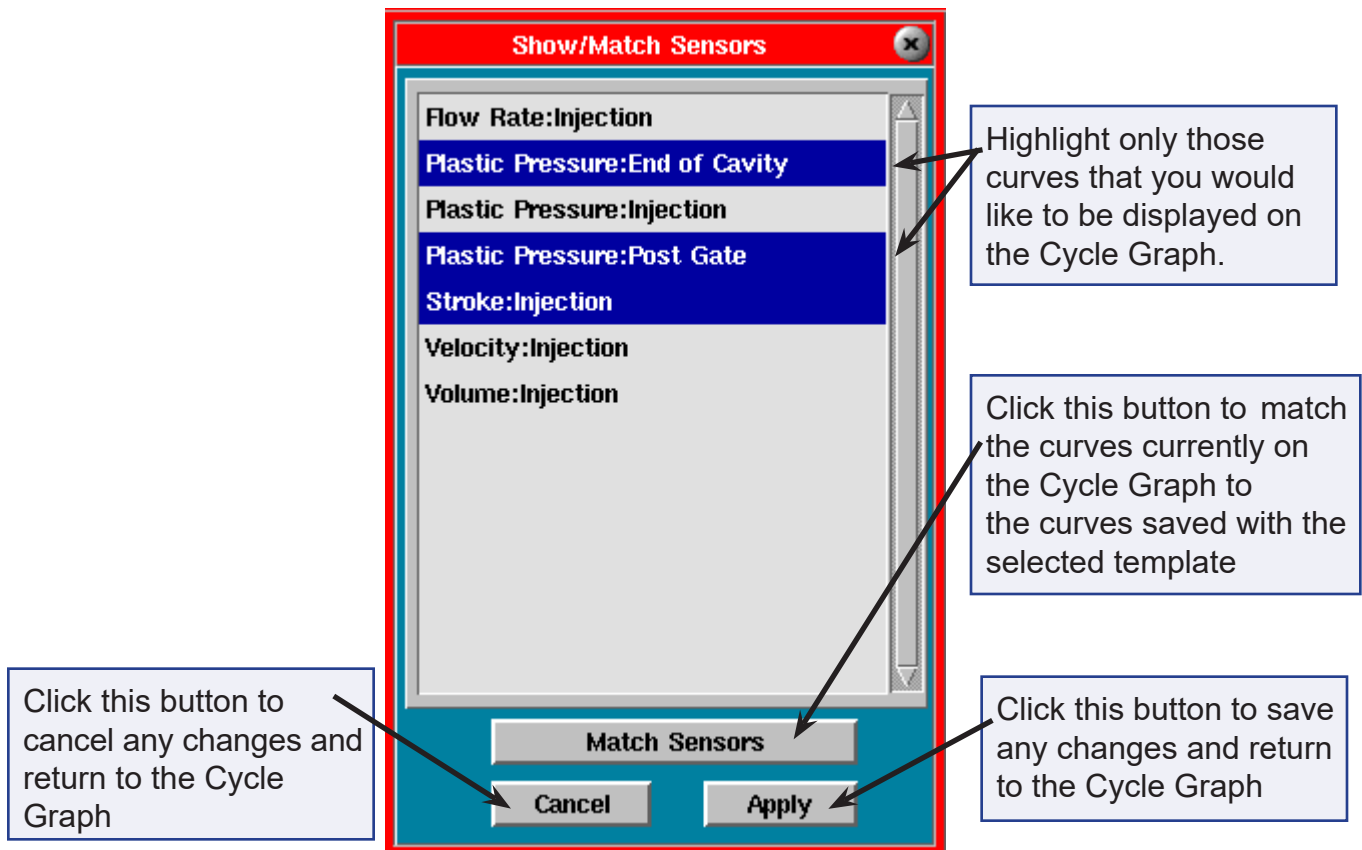 Show/Match Sensors
Flow Rate:Injection
Plastic Pressure:End of Cavity
Plastic Pressure:Injection
Plastic Pressure:Post Gate
Stroke:Injection
Velocity:Injection
Volume:Injection
Match Sensors
Cancel
Apply
Highlight only those
curves that you would
like to be displayed on
the Cycle Graph.
Click this button to match
the curves currently on
the Cycle Graph to
the curves saved with the
selected template
Click this button to
cancel any changes and
return to the Cycle
Graph
Click this button to save
any changes and return
to the Cycle Graph